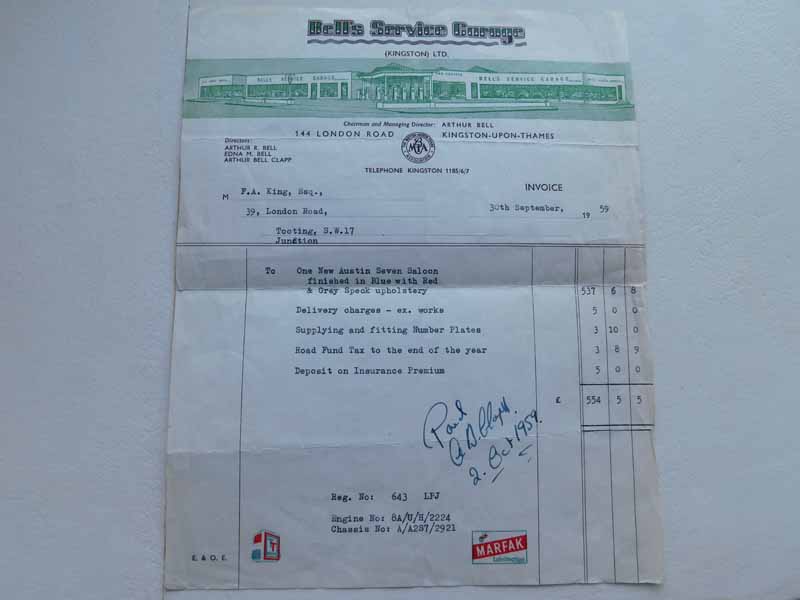 Bell's Service Garage
(KINGSTON) LTD.
BELLS SERVICE GARAGE
BELLS SERVICE GARAGE
Chairman and Managing Director: ARTHUR BELL
144 LONDON ROAD KINGSTON-UPON-THAMES
Directors:
ARTHUR R. BELL
EDNA M. BELL
ARTHUR BELL CLAPP
TELEPHONE KINGSTON 1185/6/7
INVOICE
M F.A. King, Esq.,
39, London Road, 30th September, 19 59
Tooting, S.W.17
Junction
To One New Austin Seven Saloon
finished in Blue with Red
& Grey Speck upholstery 537 6 8
Delivery charges - ex. works 5 0 0
Supplying and fitting Number Plates 3 10 0
Road Fund Tax to the end of the year 3 8 9
Deposit on Insurance Premium 5 0 0
£ 554 5 5
Paid
A.B.Clapp.
2. Oct 1959.
Reg. No: 643 LPJ
Engine No: 8A/U/H/2224
Chassis No: A/A2S7/2921
E. & O. E.
MARFAK
Lubrication